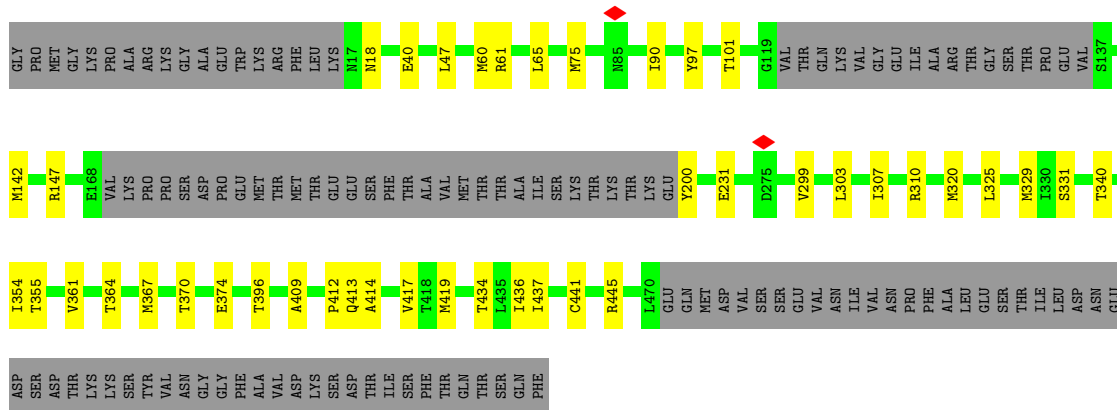 GLY PRO MET GLY LYS PRO PRO ALA ARG LYS GLY ALA GLU TRP LYS ARG PHE LEU LYS N17 N18 E40 L47 M60 R61 L65 M75 N85 I90 Y97 T101 G119 VAL THR GLN LYS VAL GLY GLU ILE ALA ARG THR GLY SER THR PRO GLU VAL S137
M142 R147 E168 VAL LYS PRO PRO SER ASP PRO GLU MET THR MET THR GLU GLU SER PHE THR ALA VAL MET THR THR ALA ILE SER LYS THR LYS THR LYS GLU Y200 E231 D275 V299 L303 I307 R310 M320 L325 M329 I330 S331 T340
I354 T355 V361 T364 M367 T370 E374 T396 A409 P412 Q413 A414 V417 T418 M419 T434 L435 I436 I437 C441 R445 L470 GLU GLN MET ASP VAL SER SER GLU VAL ASN ILE VAL ASN PRO PHE ALA LEU GLU SER THR ILE LEU ASP ASN GLU
ASP SER ASP THR LYS LYS SER TYR VAL ASN GLY GLY PHE ALA VAL ASP LYS SER ASP THR ILE SER PHE THR GLN THR SER GLN PHE